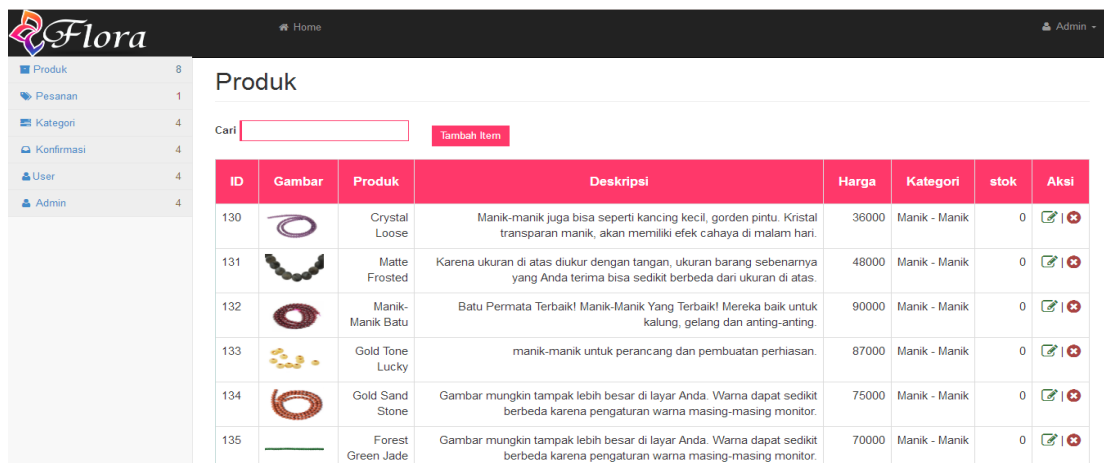 Flora
Home
Admin
Produk 8
Pesanan 1
Kategori 4
Konfirmasi 4
User 4
Admin 4
Produk
Cari
Tambah Item
ID Gambar Produk Deskripsi Harga Kategori stok Aksi
130 Crystal Loose Manik-manik juga bisa seperti kancing kecil, gorden pintu. Kristal 36000 Manik - Manik 0 |
transparan manik, akan memiliki efek cahaya di malam hari.
131 Matte Frosted Karena ukuran di atas diukur dengan tangan, ukuran barang sebenarnya 48000 Manik - Manik 0 |
yang Anda terima bisa sedikit berbeda dari ukuran di atas.
132 Manik-Manik Batu Batu Permata Terbaik! Manik-Manik Yang Terbaik! Mereka baik untuk 90000 Manik - Manik 0 |
kalung, gelang dan anting-anting.
133 Gold Tone Lucky manik-manik untuk perancang dan pembuatan perhiasan. 87000 Manik - Manik 0 |
134 Gold Sand Stone Gambar mungkin tampak lebih besar di layar Anda. Warna dapat sedikit 75000 Manik - Manik 0 |
berbeda karena pengaturan warna masing-masing monitor.
135 Forest Green Jade Gambar mungkin tampak lebih besar di layar Anda. Warna dapat sedikit 70000 Manik - Manik 0 |
berbeda karena pengaturan warna masing-masing monitor.